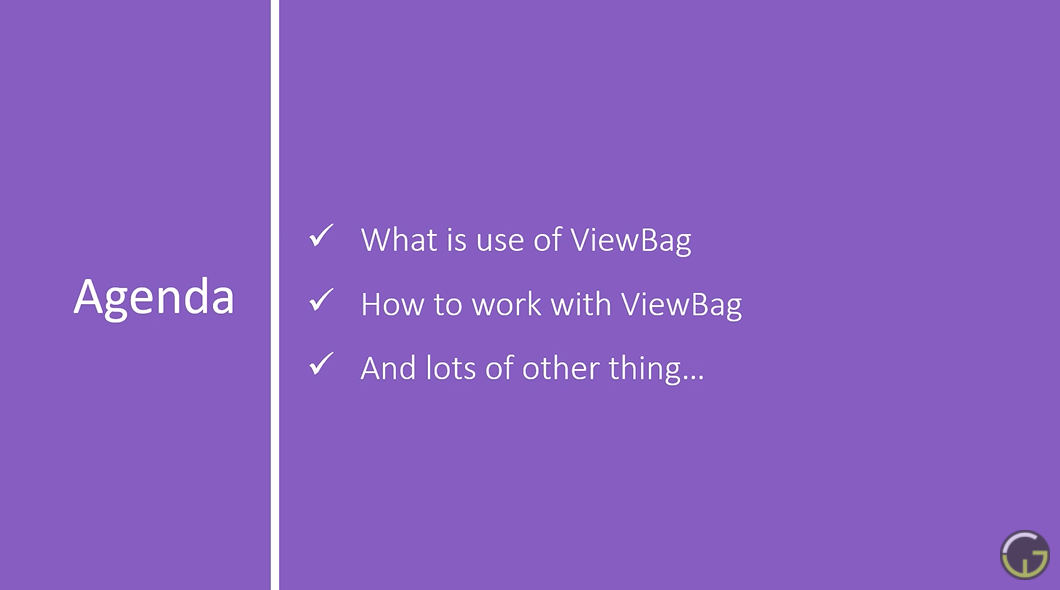 Agenda
What is use of ViewBag
How to work with ViewBag
And lots of other thing...